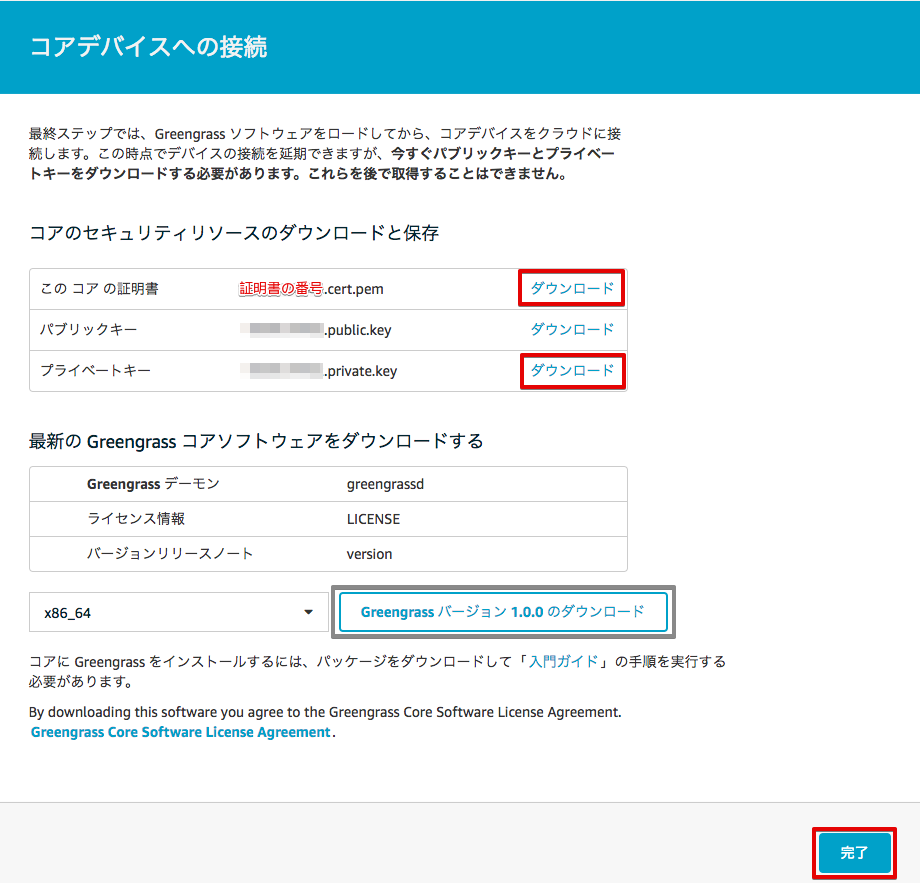 コアデバイスへの接続
最終ステップでは、Greengrass ソフトウェアをロードしてから、コアデバイスをクラウドに接
続します。この時点でデバイスの接続を延期できますが、今すぐパブリックキーとプライベー
トキーをダウンロードする必要があります。これらを後で取得することはできません。
コアのセキュリティリソースのダウンロードと保存
この コア の証明書 証明書の番号.cert.pem ダウンロード
パブリックキー .public.key ダウンロード
プライベートキー .private.key ダウンロード
最新の Greengrass コアソフトウェアをダウンロードする
Greengrass デーモン greengrassd
ライセンス情報 LICENSE
バージョンリリースノート version
x86_64 Greengrass バージョン 1.0.0 のダウンロード
コアに Greengrass をインストールするには、パッケージをダウンロードして「入門ガイド」の手順を実行する
必要があります。
By downloading this software you agree to the Greengrass Core Software License Agreement.
Greengrass Core Software License Agreement.
完了